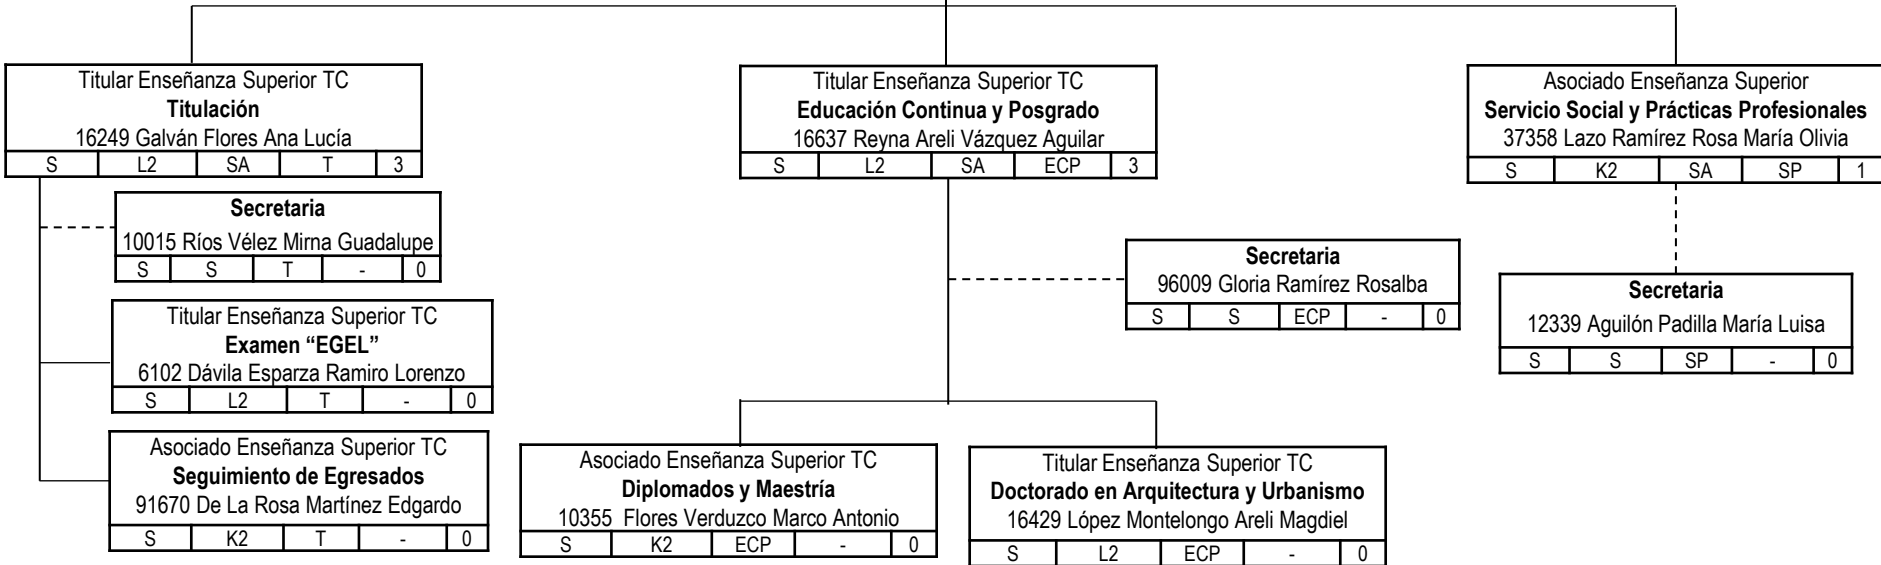 Titular Enseñanza Superior TC
Titulación
16249 Galván Flores Ana Lucía
S L2 SA T 3
Secretaria
10015 Ríos Vélez Mirna Guadalupe
S S T - 0
Titular Enseñanza Superior TC
Examen “EGEL”
6102 Dávila Esparza Ramiro Lorenzo
S L2 T - 0
Asociado Enseñanza Superior TC
Seguimiento de Egresados
91670 De La Rosa Martínez Edgardo
S K2 T - 0
Titular Enseñanza Superior TC
Educación Continua y Posgrado
16637 Reyna Areli Vázquez Aguilar
S L2 SA ECP 3
Secretaria
96009 Gloria Ramírez Rosalba
S S ECP - 0
Asociado Enseñanza Superior TC
Diplomados y Maestría
10355 Flores Verduzco Marco Antonio
S K2 ECP - 0
Titular Enseñanza Superior TC
Doctorado en Arquitectura y Urbanismo
16429 López Montelongo Areli Magdiel
S L2 ECP - 0
Asociado Enseñanza Superior
Servicio Social y Prácticas Profesionales
37358 Lazo Ramírez Rosa María Olivia
S K2 SA SP 1
Secretaria
12339 Aguilón Padilla María Luisa
S S SP - 0